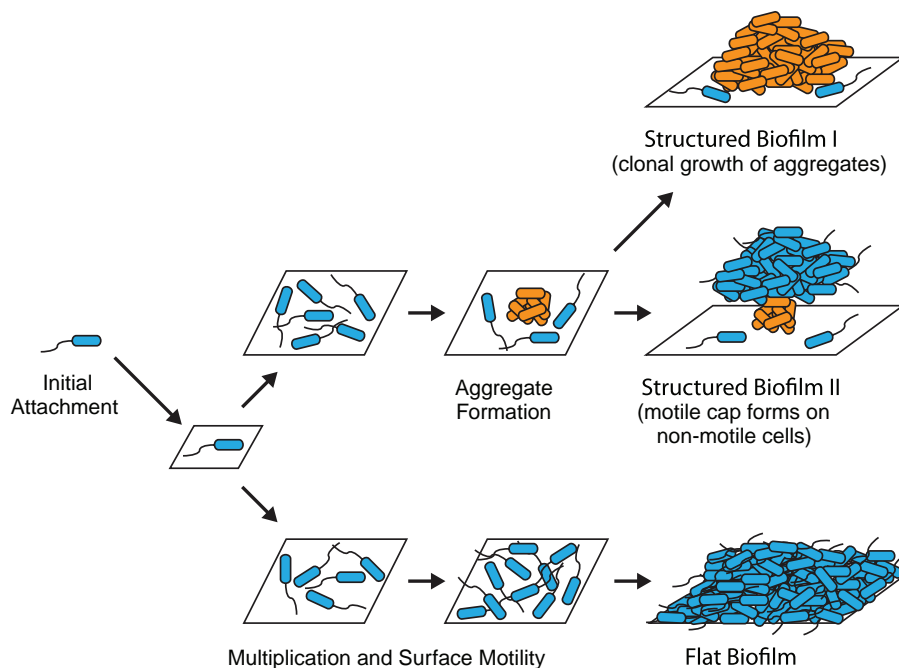 Structured Biofilm I
(clonal growth of aggregates)
Initial
Attachment
Aggregate
Formation
Structured Biofilm II
(motile cap forms on
non-motile cells)
Multiplication and Surface Motility
Flat Biofilm